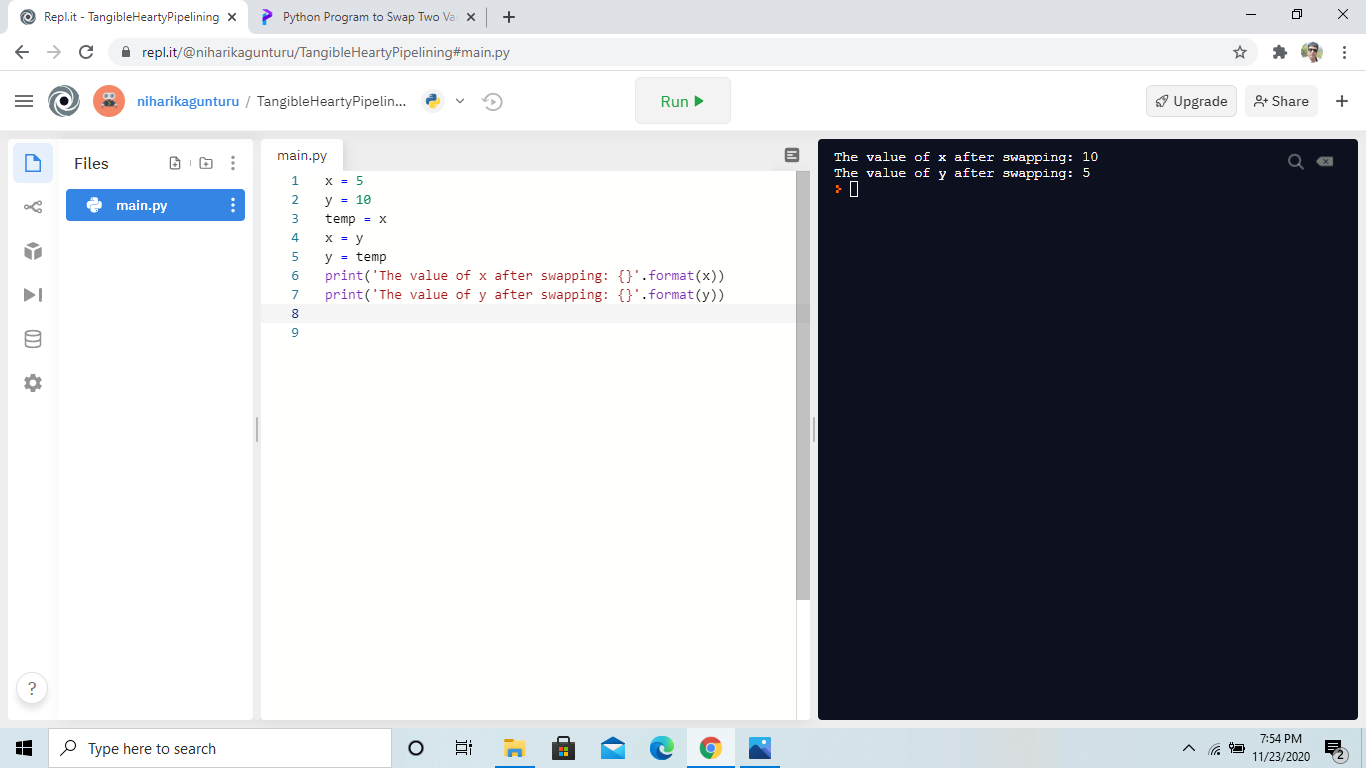 Repl.it - TangibleHeartyPipelining
Python Program to Swap Two Va
repl.it/@niharikagunturu/TangibleHeartyPipelining#main.py
niharikagunturu / TangibleHeartyPipelin...
Run
Upgrade
Share
Files
main.py
main.py
1 x = 5
2 y = 10
3 temp = x
4 x = y
5 y = temp
6 print('The value of x after swapping: {}'.format(x))
7 print('The value of y after swapping: {}'.format(y))
8
9
The value of x after swapping: 10
The value of y after swapping: 5
?
Type here to search
7:54 PM
11/23/2020
2